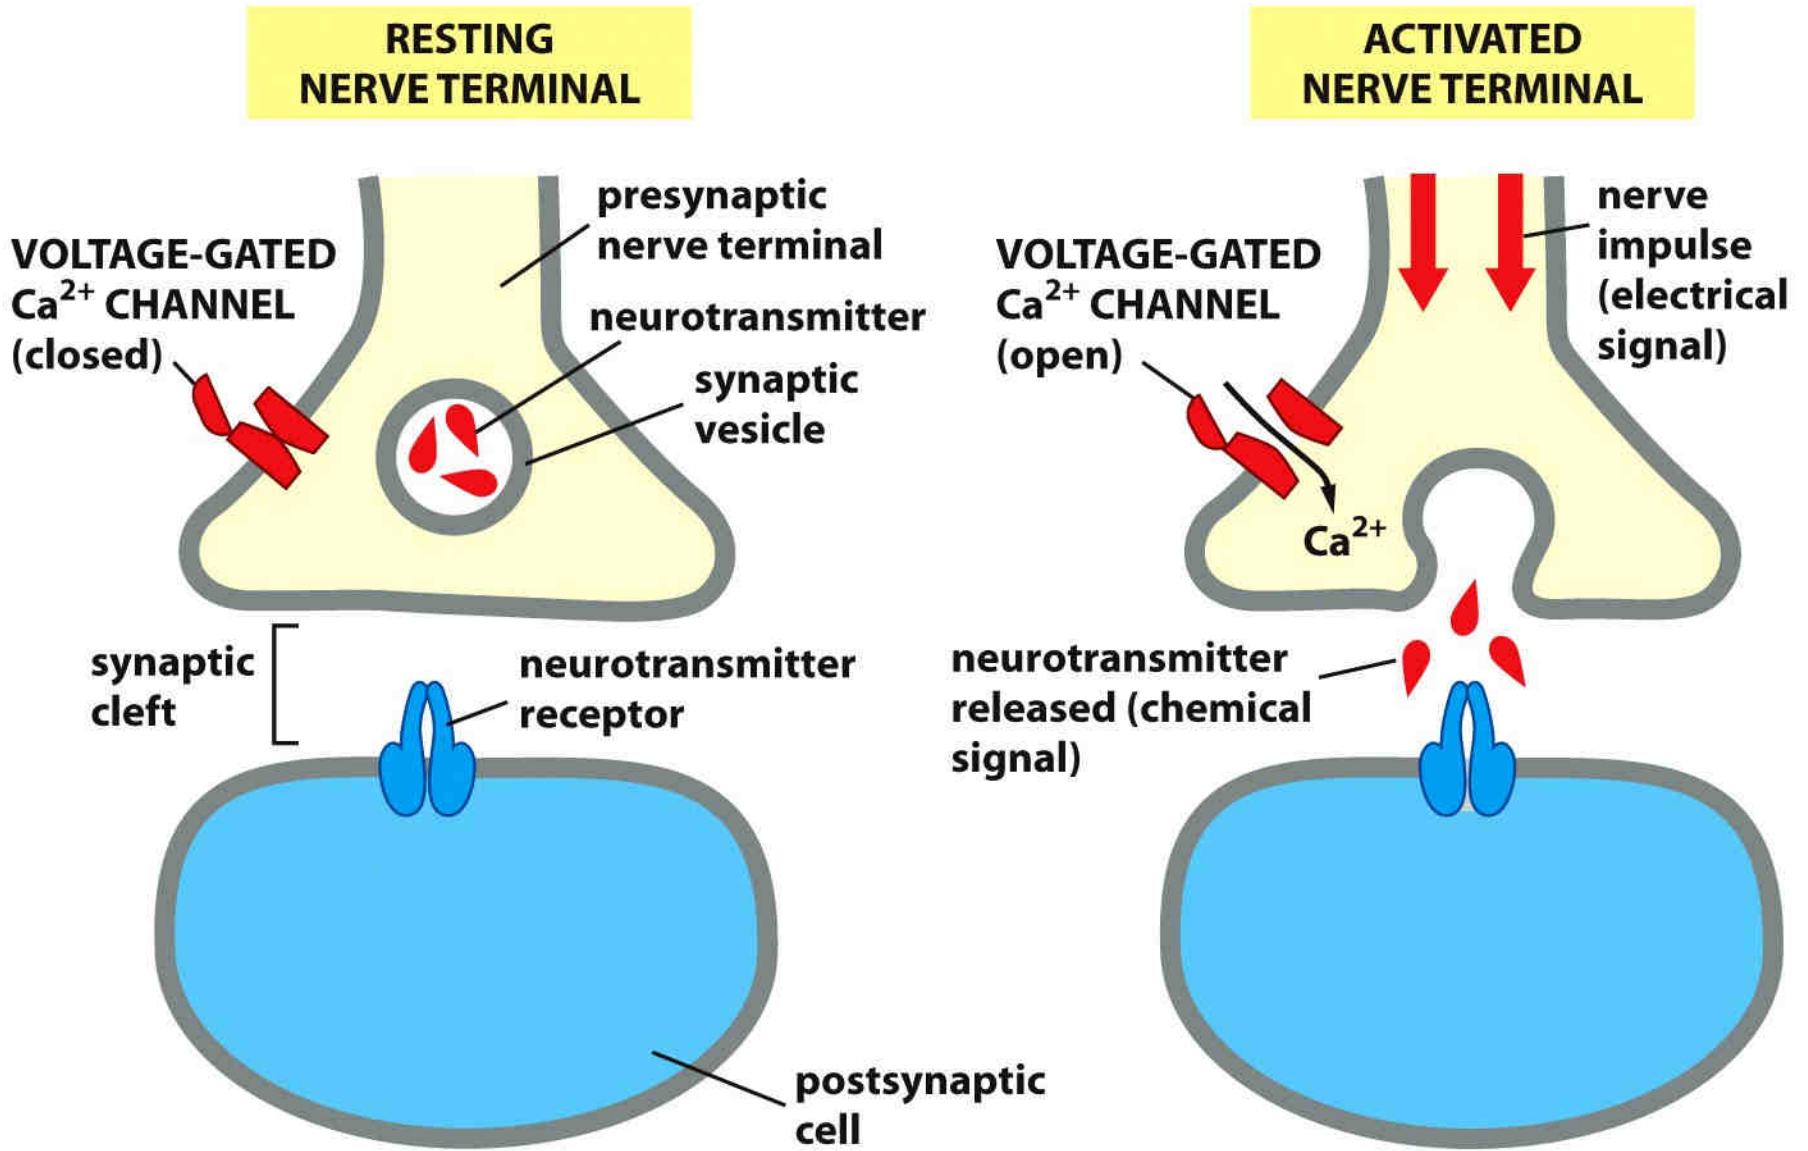 RESTING
NERVE TERMINAL
presynaptic
nerve terminal
VOLTAGE-GATED
Ca²⁺ CHANNEL
(closed)
neurotransmitter
synaptic
vesicle
synaptic
cleft
neurotransmitter
receptor
postsynaptic
cell
ACTIVATED
NERVE TERMINAL
nerve
impulse
(electrical
signal)
VOLTAGE-GATED
Ca²⁺ CHANNEL
(open)
Ca²⁺
neurotransmitter
released (chemical
signal)